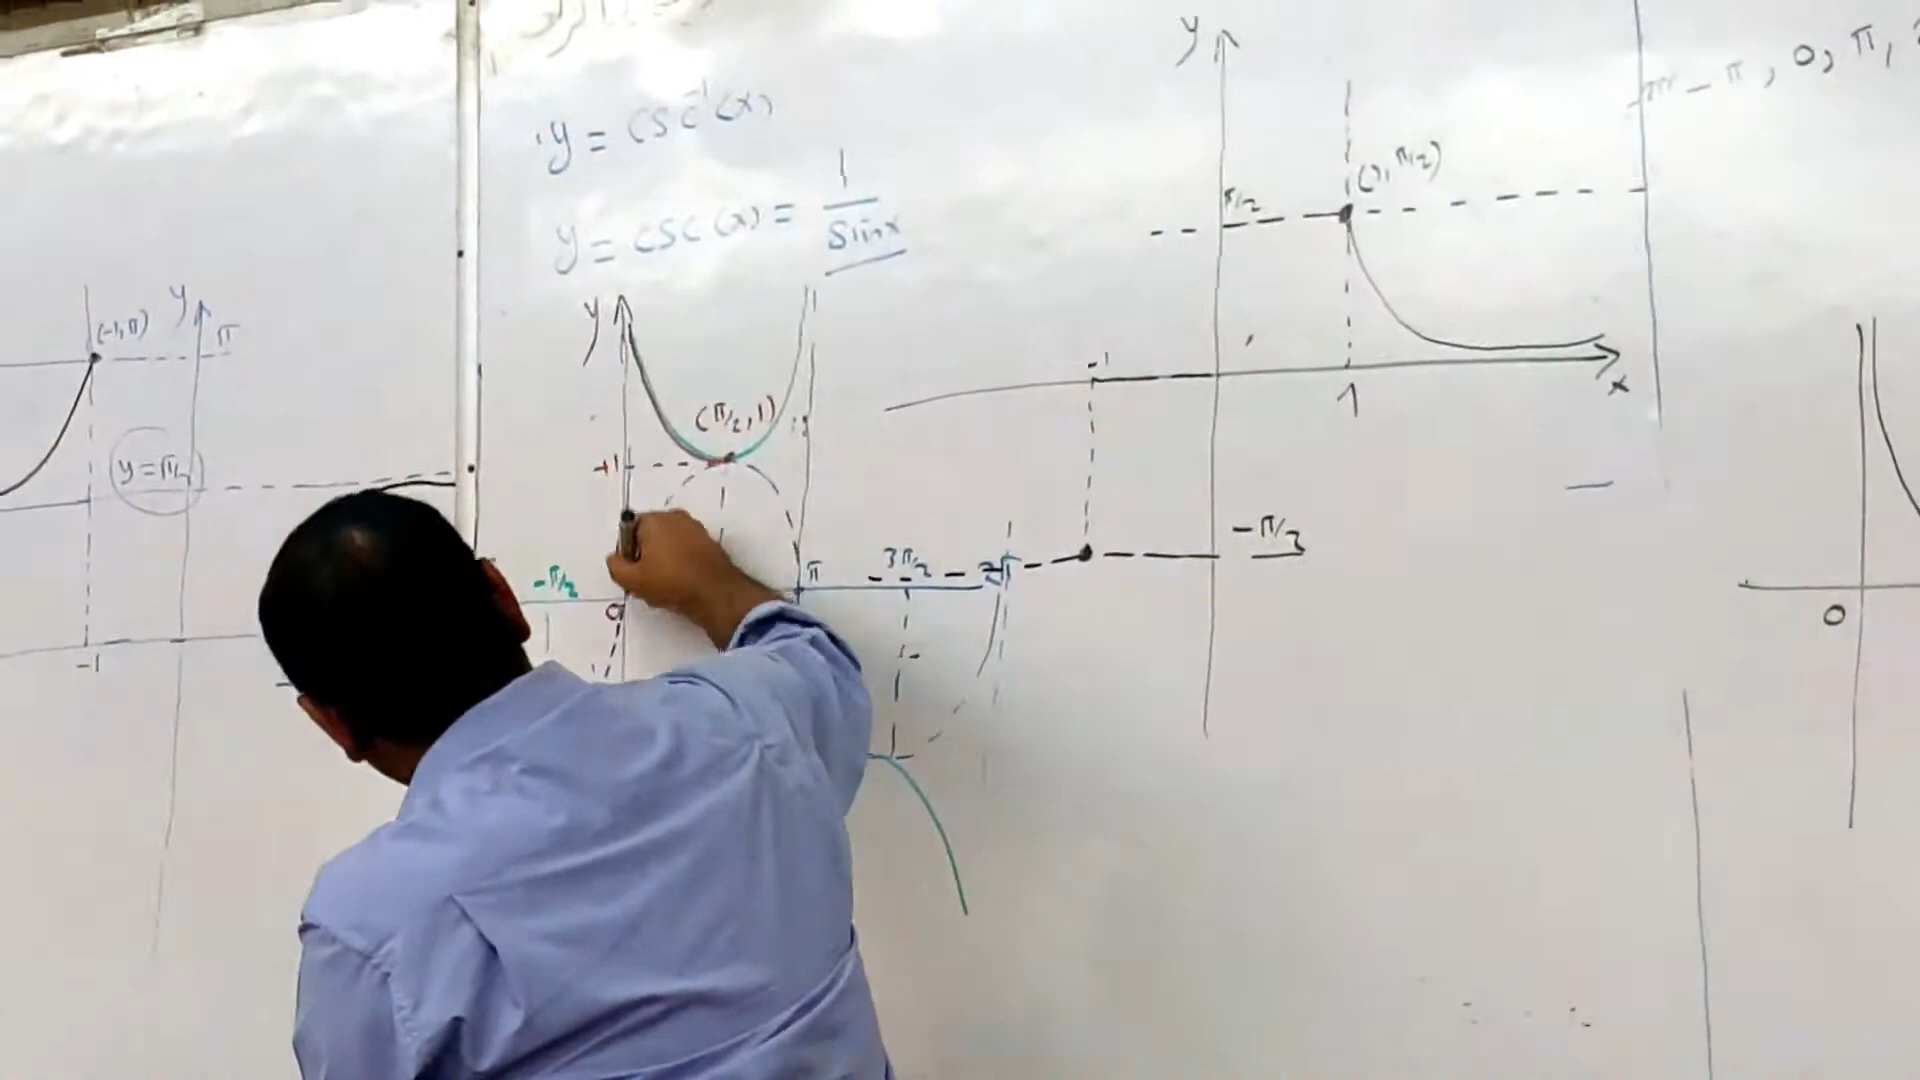 y = csc⁻¹(x)
y = csc(x) = 1/sinx
(-1, π)
y
π
y = π/2
-1
y
(π/2, 1)
+1
-π/2
0
π
3π/2
2π
y
π/2
(1, π/2)
-1
1
x
-π/2
-π, 0, π,
0